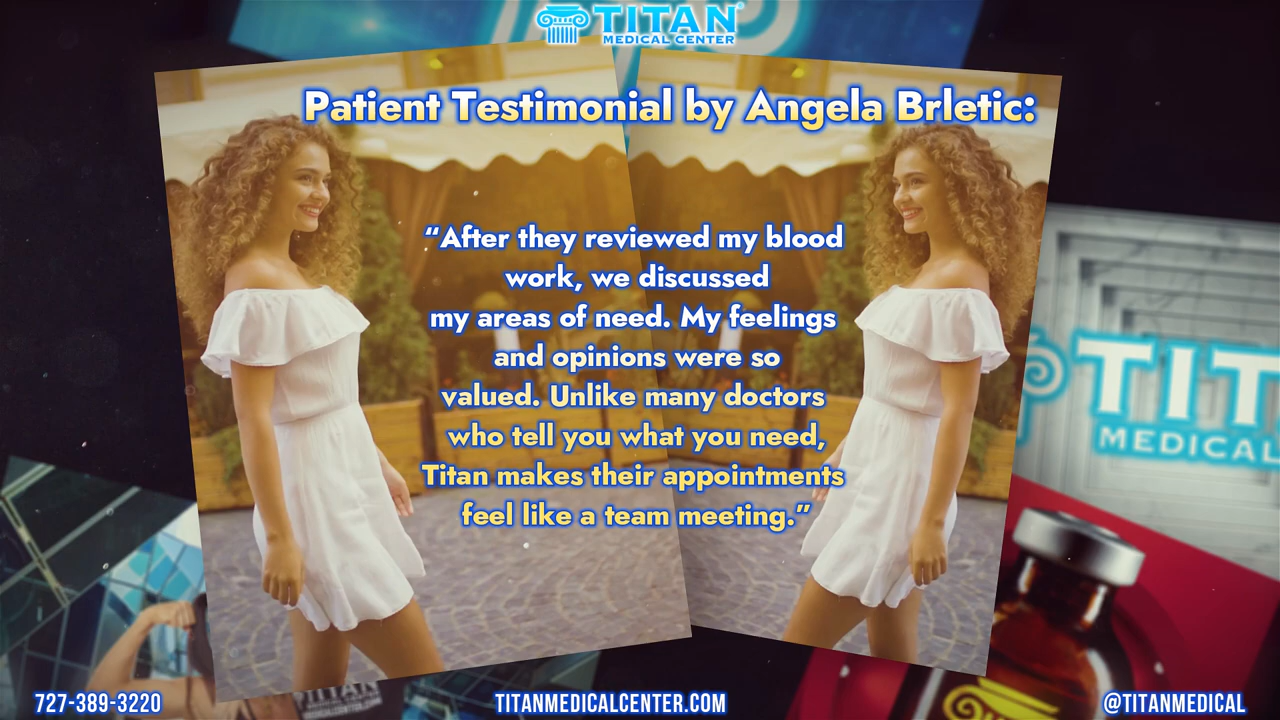 TITAN
MEDICAL CENTER
Patient Testimonial by Angela Brletic:
“After they reviewed my blood
work, we discussed
my areas of need. My feelings
and opinions were so
valued. Unlike many doctors
who tell you what you need,
Titan makes their appointments
feel like a team meeting.”
TIT
MEDICAL
TITAN
727-389-3220
TITANMEDICALCENTER.COM
@TITANMEDICAL